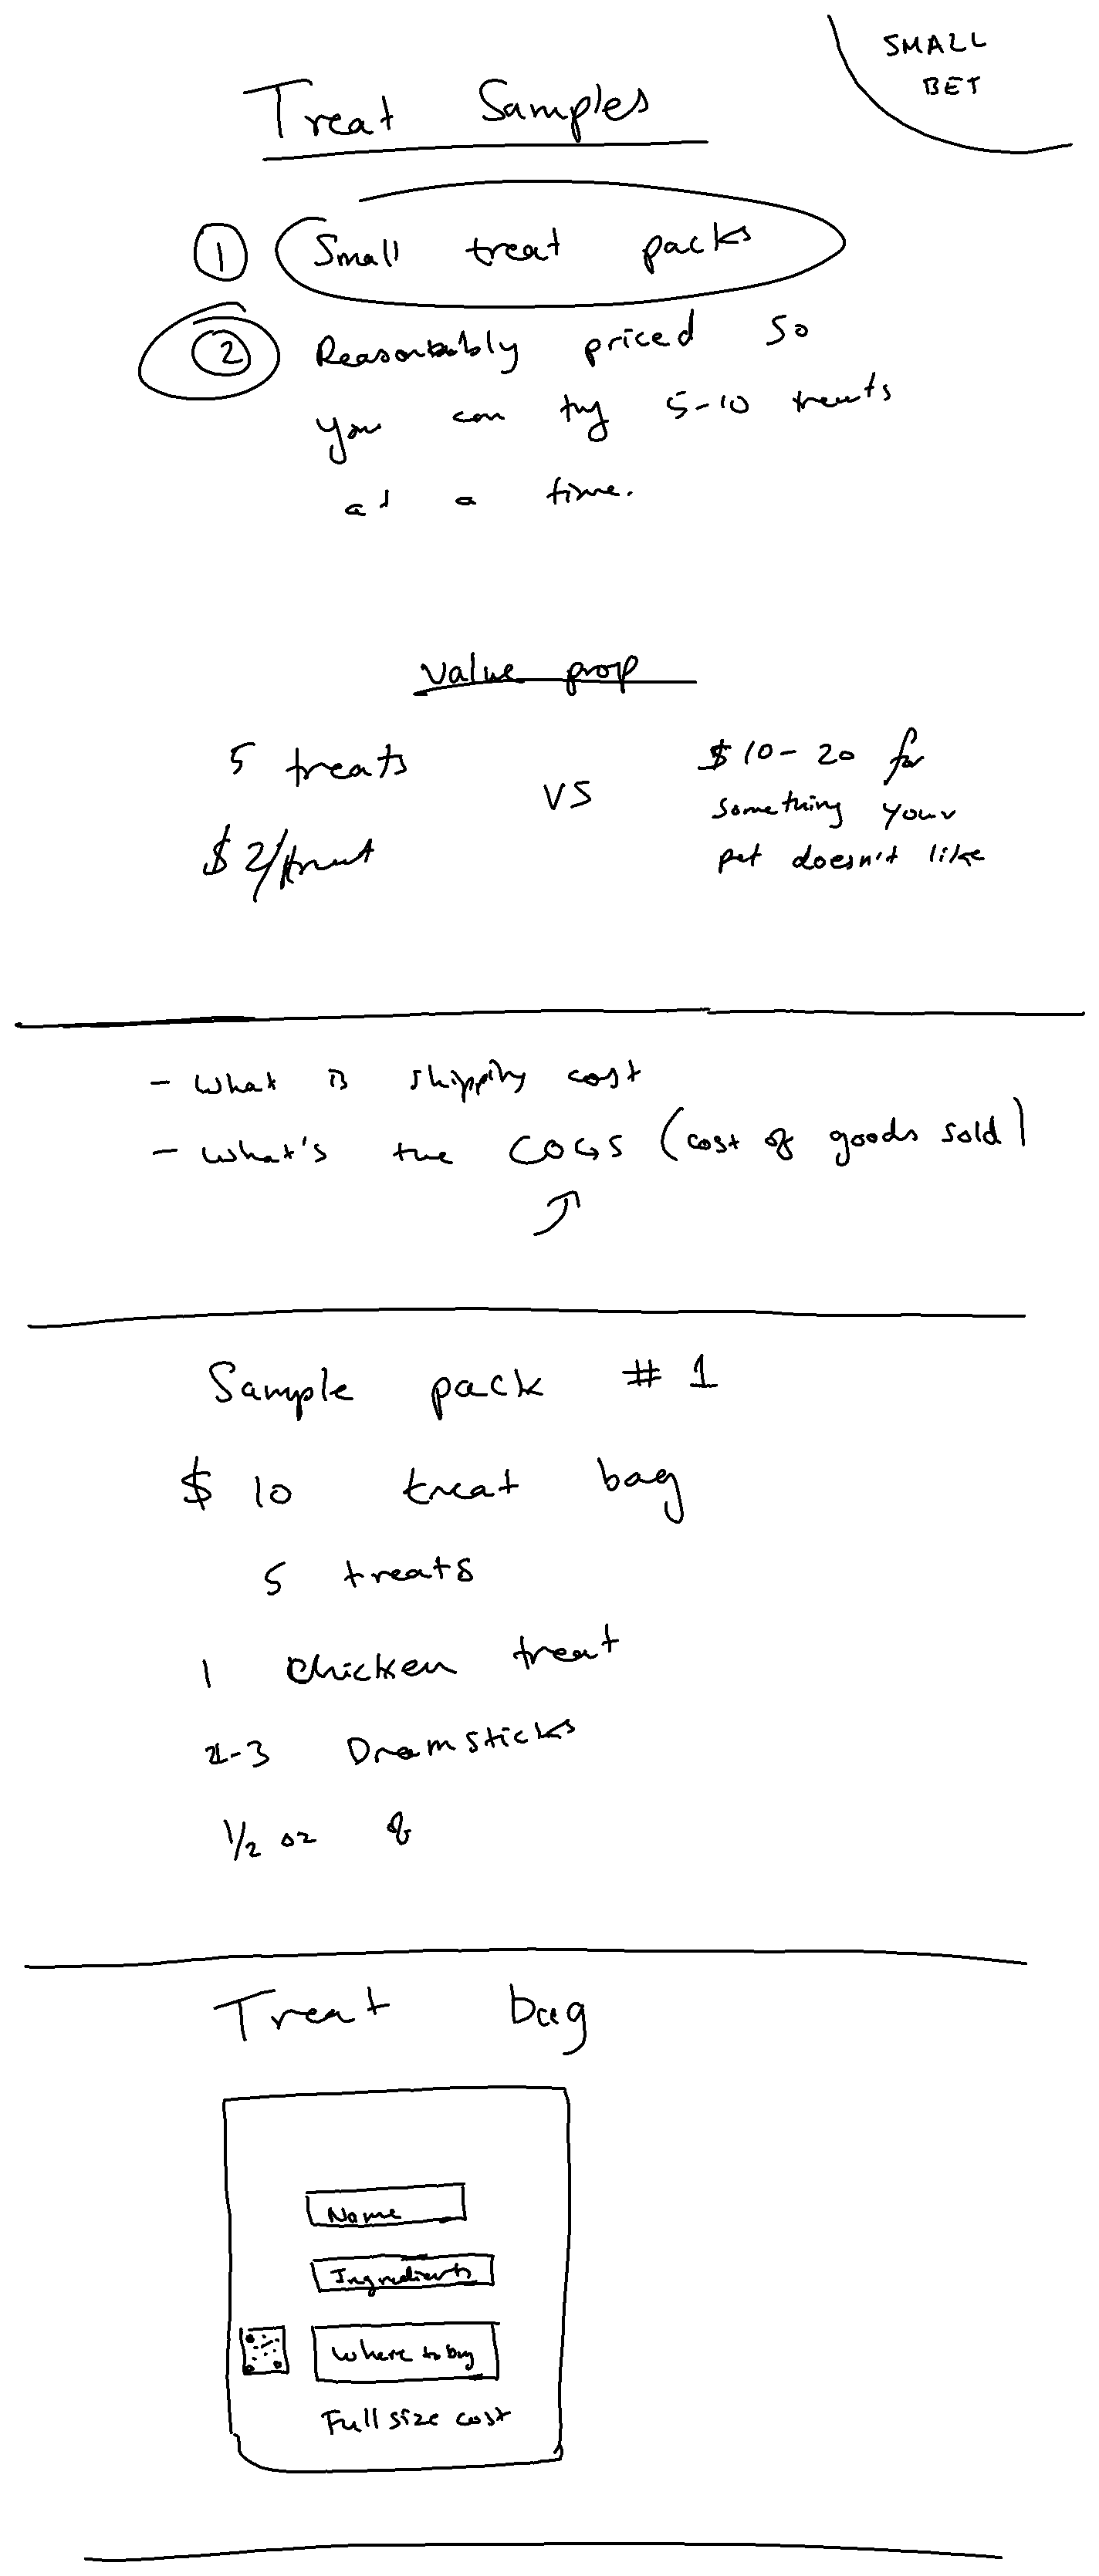 SMALL
BET
Treat Samples
1 Small treat packs
2 Reasonably priced so
you can try 5-10 treats
at a time.
value prop
5 treats
$2/treat
VS
$10-20 for
something your
pet doesn't like
- what is shipping cost
- what's the COGS (cost of goods sold)
Sample pack #1
$10 treat bag
5 treats
1 chicken treat
2-3 Drumsticks
1/2 oz of
Treat bag
Name
Ingredients
Where to buy
Full size cost